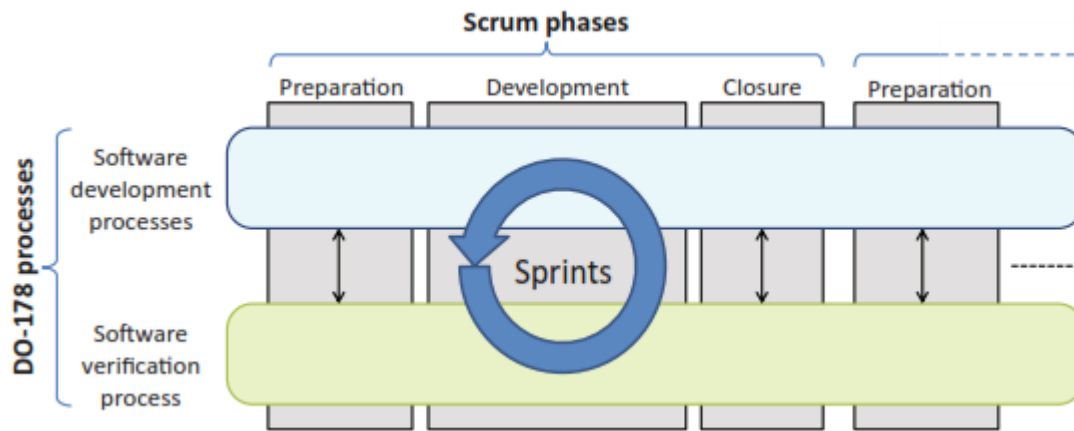 Scrum phases
Preparation
Development
Closure
Preparation
DO-178 processes
Software
development
processes
Sprints
Software
verification
process